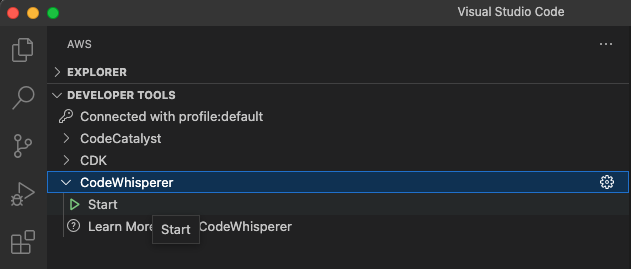 Visual Studio Code
AWS
EXPLORER
DEVELOPER TOOLS
Connected with profile:default
CodeCatalyst
CDK
CodeWhisperer
Start
Learn More CodeWhisperer
Start